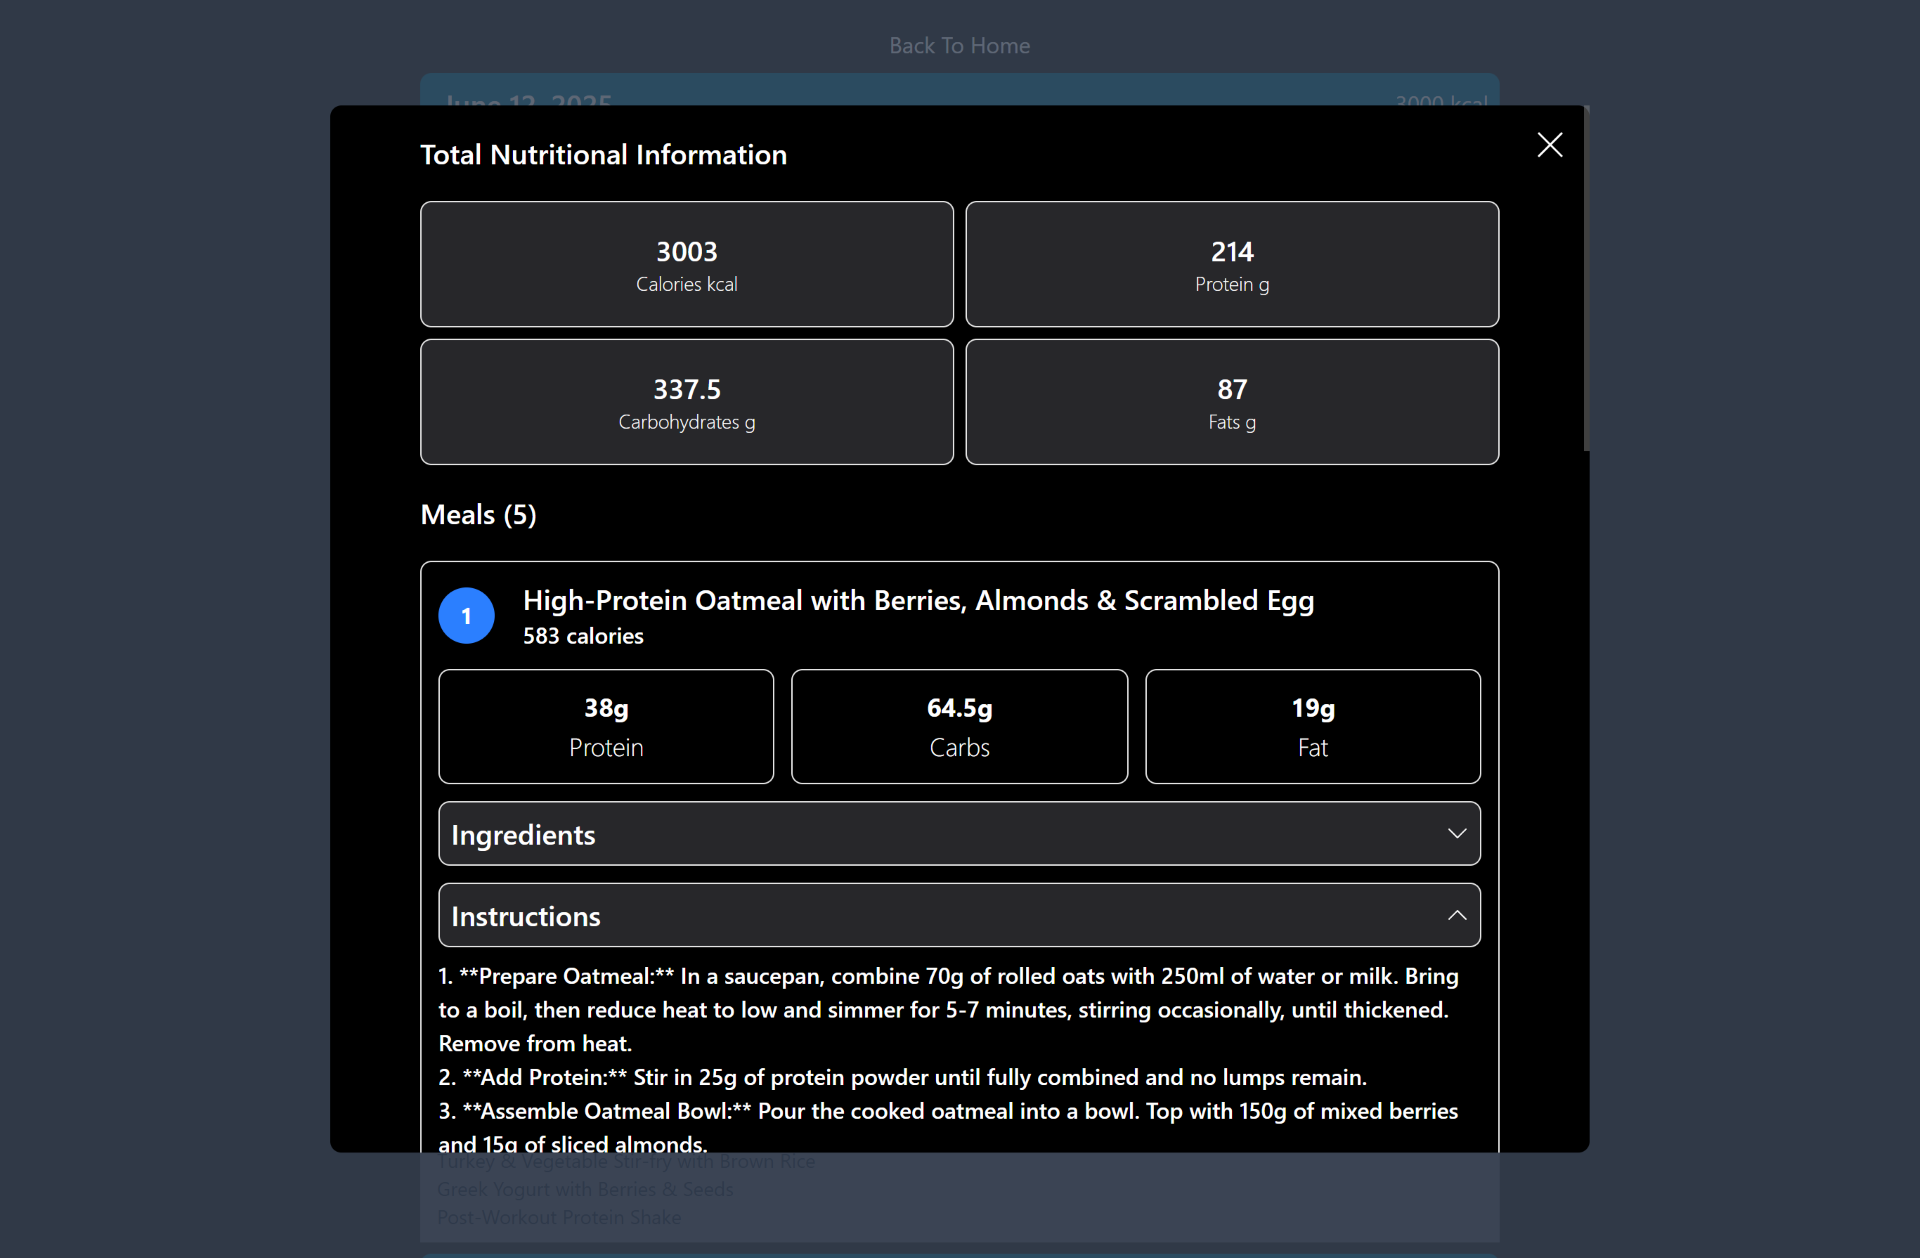 Back To Home
June 12, 2025
3000 kcal
Total Nutritional Information
3003
Calories kcal
214
Protein g
337.5
Carbohydrates g
87
Fats g
Meals (5)
1
High-Protein Oatmeal with Berries, Almonds & Scrambled Egg
583 calories
38g
Protein
64.5g
Carbs
19g
Fat
Ingredients
Instructions
1. **Prepare Oatmeal:** In a saucepan, combine 70g of rolled oats with 250ml of water or milk. Bring
to a boil, then reduce heat to low and simmer for 5-7 minutes, stirring occasionally, until thickened.
Remove from heat.
2. **Add Protein:** Stir in 25g of protein powder until fully combined and no lumps remain.
3. **Assemble Oatmeal Bowl:** Pour the cooked oatmeal into a bowl. Top with 150g of mixed berries
and 15g of sliced almonds.
Turkey & Vegetable Stir-fry with Brown Rice
Greek Yogurt with Berries & Seeds
Post-Workout Protein Shake